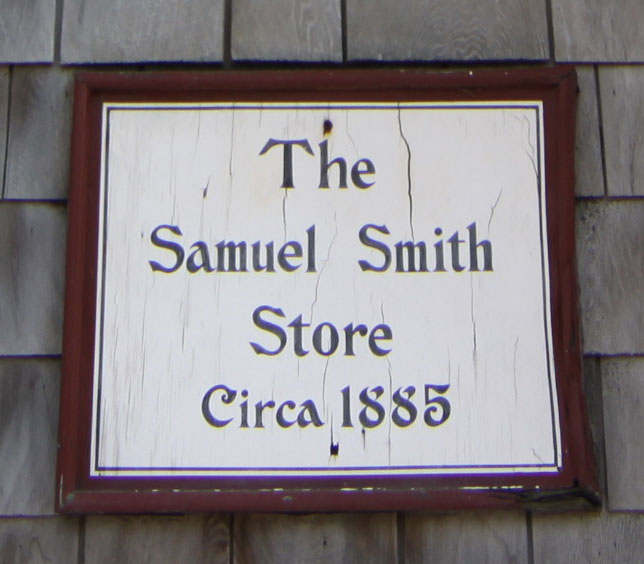 The
Samuel Smith
Store
Circa 1885